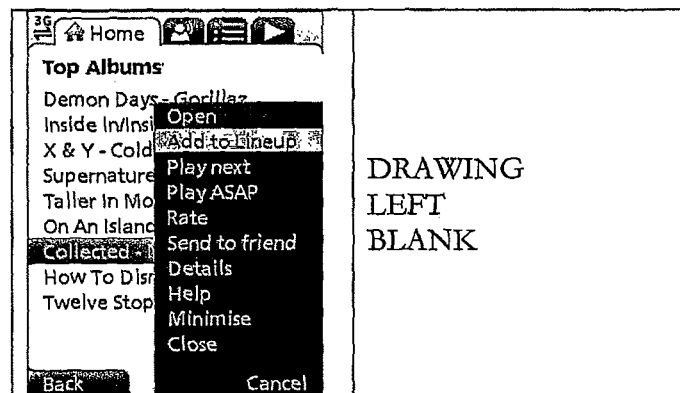 3G
Home
Top Albums
Demon Days - Gorillaz
Inside In/Insi
X & Y - Cold
Supernature
Taller In Mo
On An Islanc
Collected -
How To Disr
Twelve Stop
Open
Add to Lineup
Play next
Play ASAP
Rate
Send to friend
Details
Help
Minimise
Close
Back
Cancel
DRAWING
LEFT
BLANK